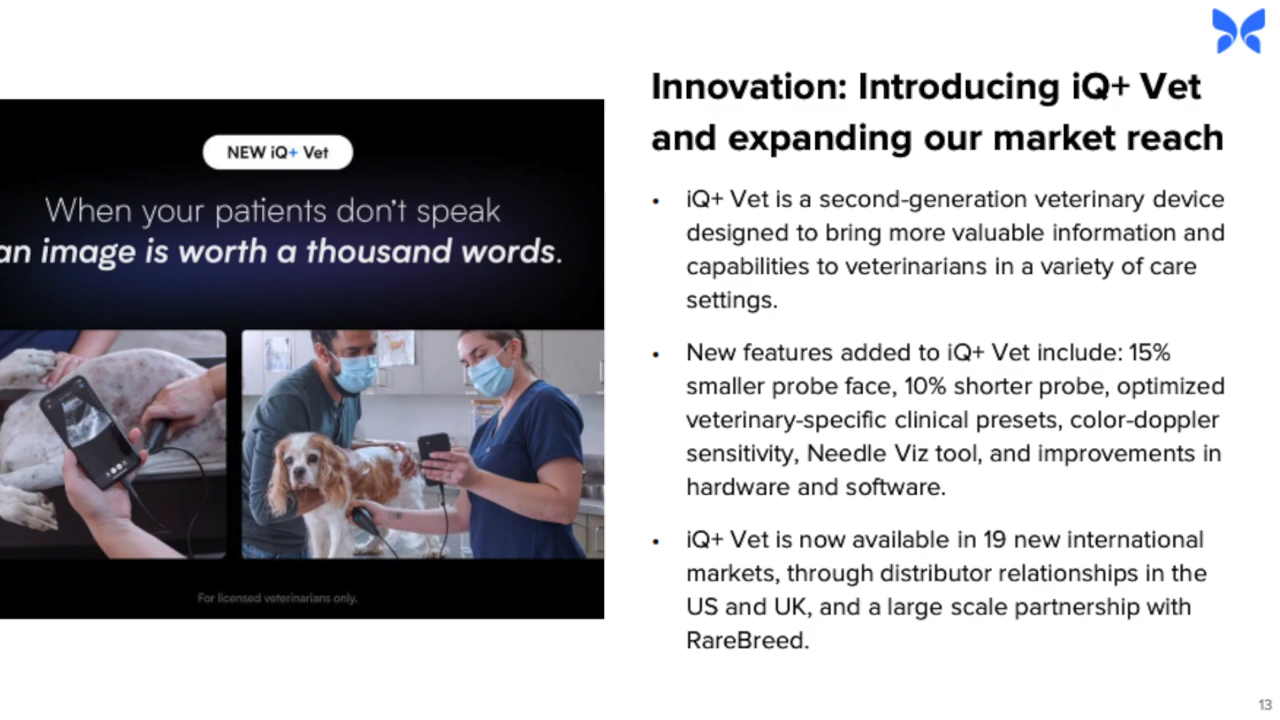 Innovation: Introducing iQ+ Vet
and expanding our market reach
NEW iQ+ Vet
When your patients don't speak
an image is worth a thousand words.
For licensed veterinarians only.
• iQ+ Vet is a second-generation veterinary device
designed to bring more valuable information and
capabilities to veterinarians in a variety of care
settings.
• New features added to iQ+ Vet include: 15%
smaller probe face, 10% shorter probe, optimized
veterinary-specific clinical presets, color-doppler
sensitivity, Needle Viz tool, and improvements in
hardware and software.
• iQ+ Vet is now available in 19 new international
markets, through distributor relationships in the
US and UK, and a large scale partnership with
RareBreed.
13